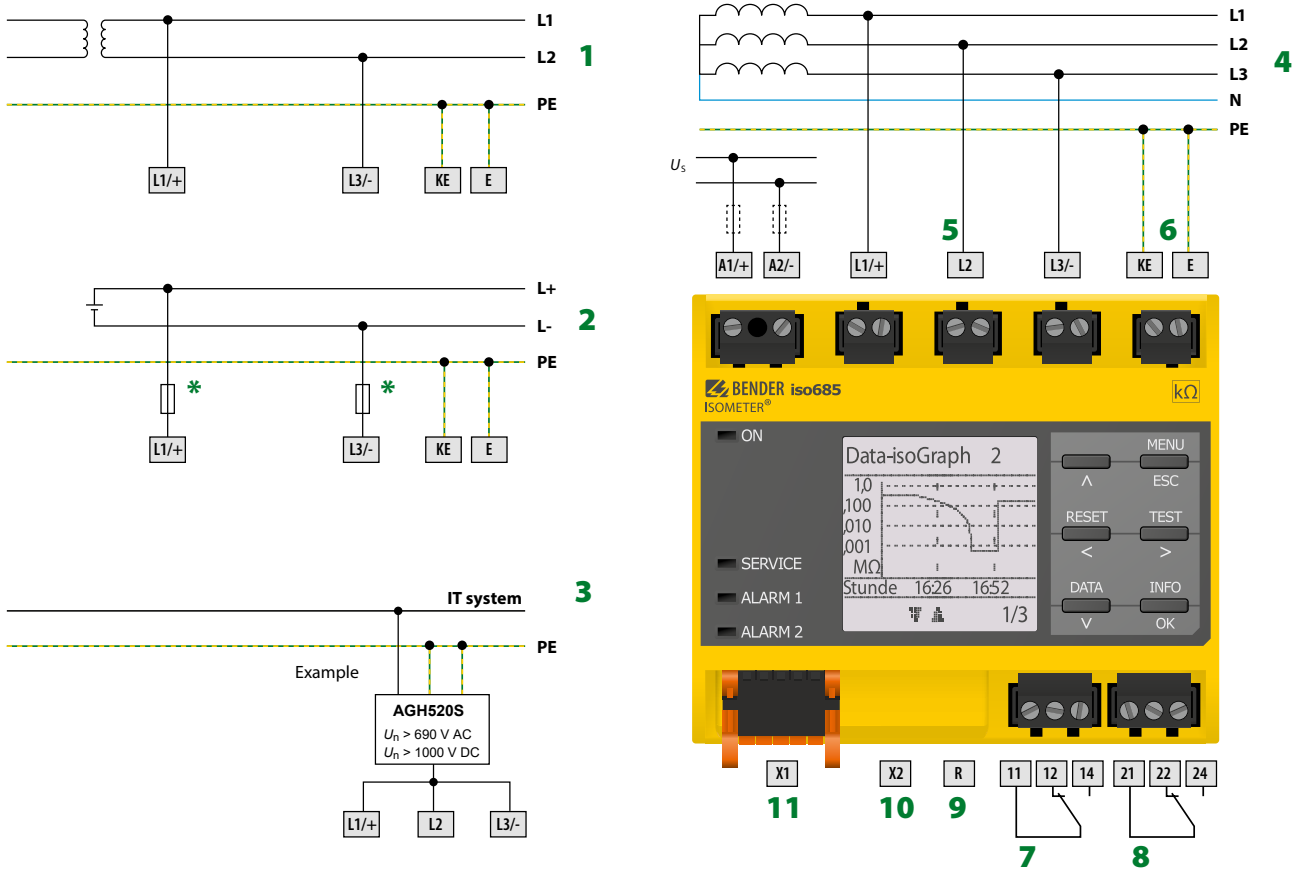 L1
L2
1
PE
L1/+
L3/-
KE
E
L+
L-
2
PE
*
*
L1/+
L3/-
KE
E
IT system
3
PE
Example
AGH520S
Un > 690 V AC
Un > 1000 V DC
L1/+
L2
L3/-
L1
L2
4
L3
N
PE
Us
5
6
A1/+
A2/-
L1/+
L2
L3/-
KE
E
BENDER iso685
ISOMETER®
kΩ
ON
SERVICE
ALARM 1
ALARM 2
Data-isoGraph 2
1,0
,100
,010
,001
MΩ
Stunde 16:26 16:52
1/3
MENU
Λ
ESC
RESET
TEST
<
>
DATA
INFO
V
OK
X1
X2
R
11
12
14
21
22
24
11
10
9
7
8